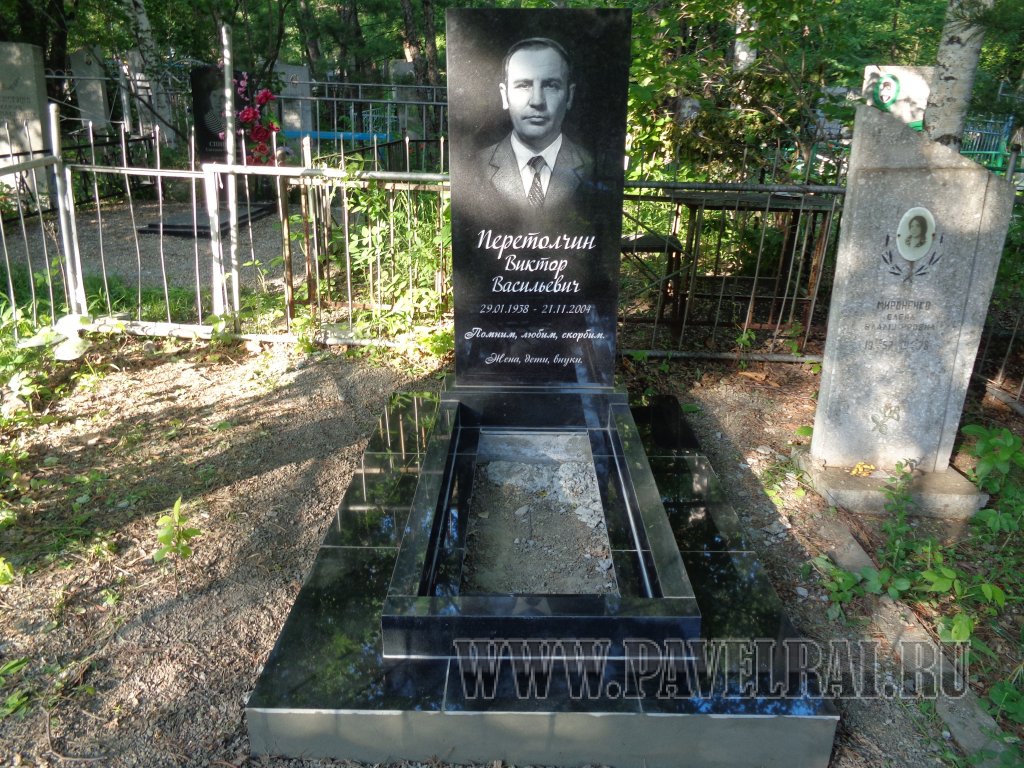 Перетолчин
Виктор
Васильевич
29.01.1938 - 21.11.2004
Помним, любим, скорбим.
Жена, дети, внуки.
WWW.PAVELRAI.RU